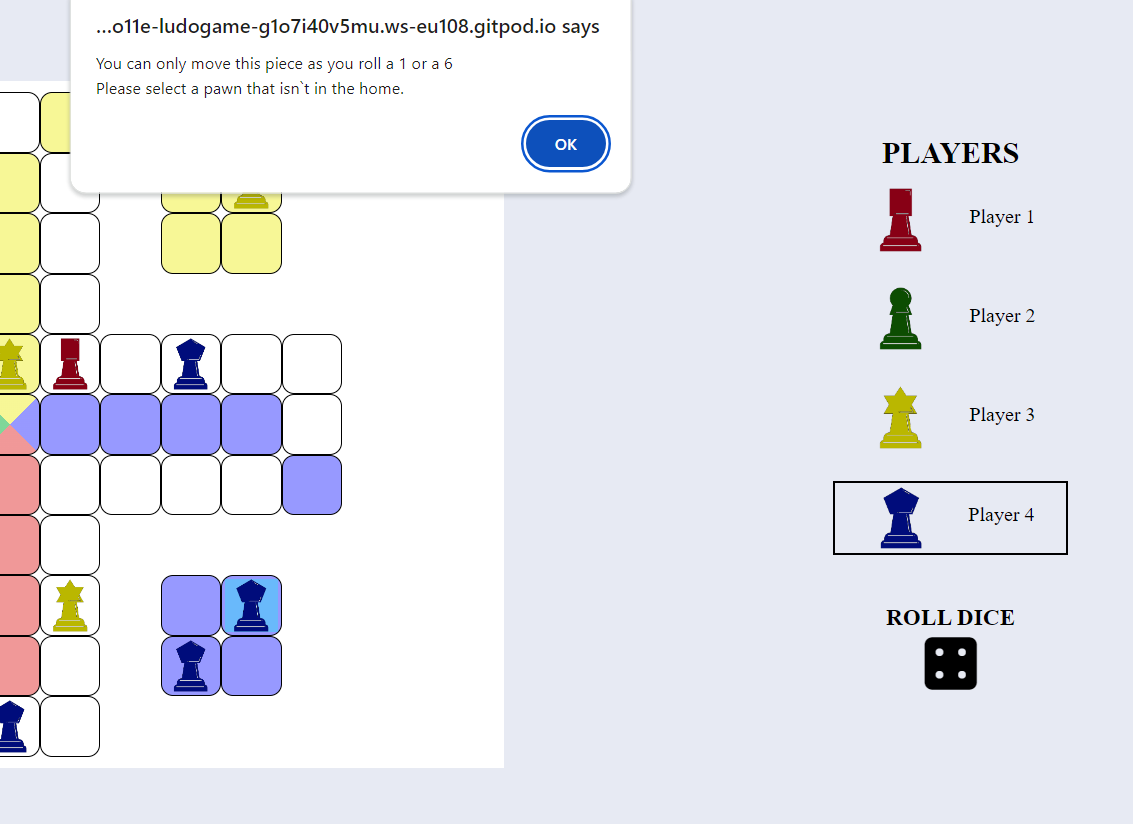 ...o11e-ludogame-g1o7i40v5mu.ws-eu108.gitpod.io says
You can only move this piece as you roll a 1 or a 6
Please select a pawn that isn`t in the home.
OK
PLAYERS
Player 1
Player 2
Player 3
Player 4
ROLL DICE